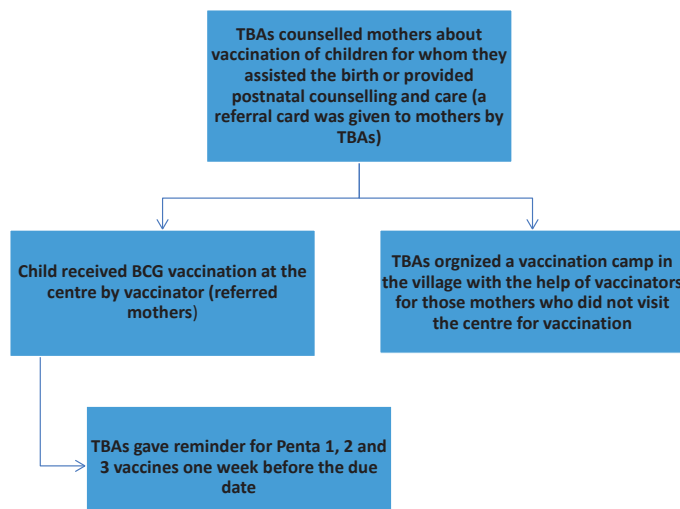 TBAs counselled mothers about
vaccination of children for whom they
assisted the birth or provided
postnatal counselling and care (a
referral card was given to mothers by
TBAs)
Child received BCG vaccination at the
centre by vaccinator (referred
mothers)
TBAs orgnized a vaccination camp in
the village with the help of vaccinators
for those mothers who did not visit
the centre for vaccination
TBAs gave reminder for Penta 1, 2 and
3 vaccines one week before the due
date